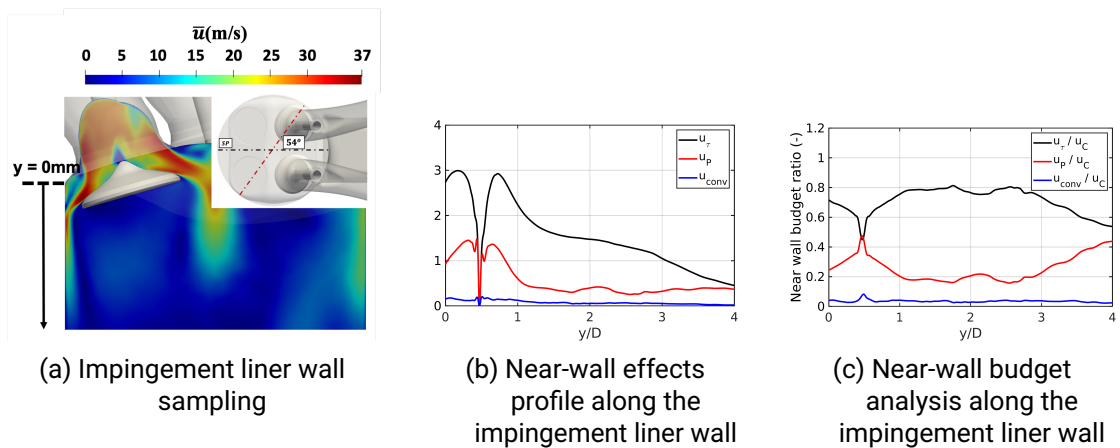 u̅(m/s)
0 5 10 15 20 25 30 37
y = 0mm
SP
54°
4
3
2
1
0
0 1 2 3 4
y/D
u_τ
u_P
u_conv
Near wall budget ratio (-)
1.2
1
0.8
0.6
0.4
0.2
0
0 1 2 3 4
y/D
u_τ / u_C
u_P / u_C
u_conv / u_C
(a) Impingement liner wall
sampling
(b) Near-wall effects
profile along the
impingement liner wall
(c) Near-wall budget
analysis along the
impingement liner wall